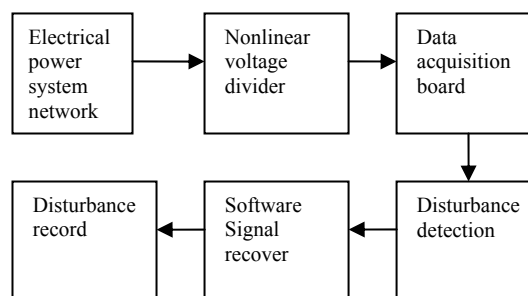 Electrical
power
system
network
Nonlinear
voltage
divider
Data
acquisition
board
Disturbance
detection
Software
Signal
recover
Disturbance
record